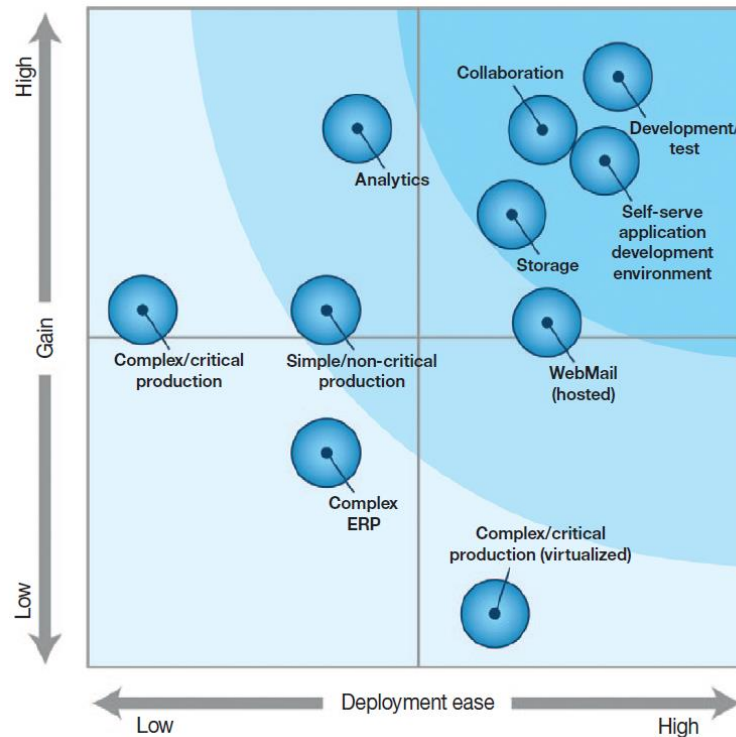 High
Gain
Low
Collaboration
Development/
test
Analytics
Self-serve
application
development
environment
Storage
Complex/critical
production
Simple/non-critical
production
WebMail
(hosted)
Complex
ERP
Complex/critical
production (virtualized)
Deployment ease
Low
High